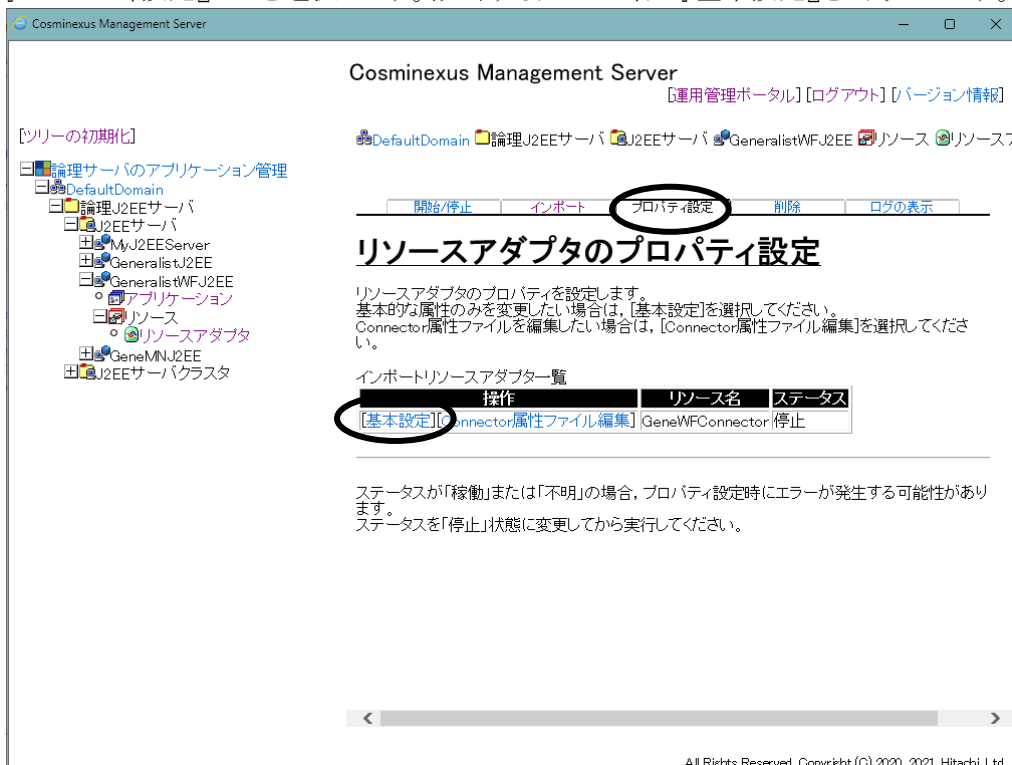 Cosminexus Management Server
Cosminexus Management Server
[運用管理ポータル] [ログアウト] [バージョン情報]
[ツリーの初期化]
DefaultDomain 論理J2EEサーバ J2EEサーバ GeneralistWFJ2EE リソース リソースア
論理サーバのアプリケーション管理
DefaultDomain
論理J2EEサーバ
J2EEサーバ
MyJ2EEServer
GeneralistJ2EE
GeneralistWFJ2EE
アプリケーション
リソース
リソースアダプタ
GeneMNJ2EE
J2EEサーバクラスタ
開始/停止 インポート プロパティ設定 削除 ログの表示
リソースアダプタのプロパティ設定
リソースアダプタのプロパティを設定します。
基本的な属性のみを変更したい場合は, [基本設定]を選択してください。
Connector属性ファイルを編集したい場合は, [Connector属性ファイル編集]を選択してくださ
い。
インポートリソースアダプタ一覧
操作 リソース名 ステータス
[基本設定][Connector属性ファイル編集] GeneWFConnector 停止
ステータスが「稼働」または「不明」の場合, プロパティ設定時にエラーが発生する可能性があり
ます。
ステータスを「停止」状態に変更してから実行してください。
All Rights Reserved. Copyright (C) 2020, 2021, Hitachi, Ltd.